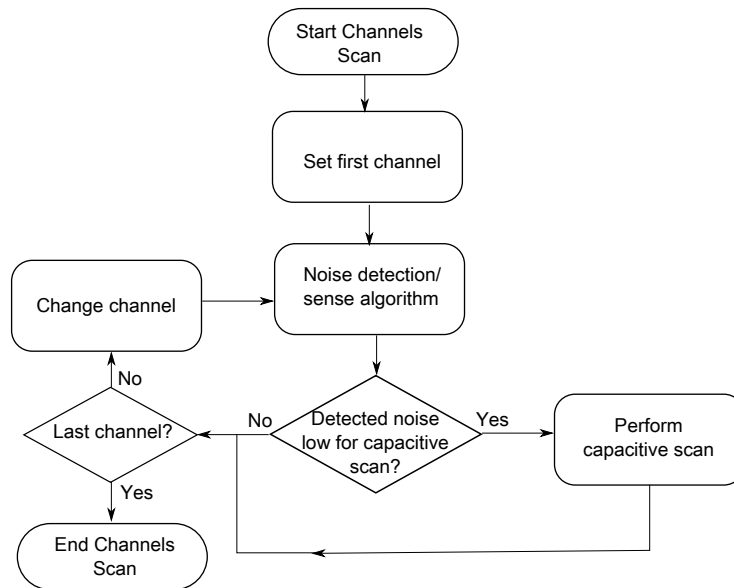 Start Channels
Scan
Set first channel
Noise detection/
sense algorithm
Change channel
No
Last channel?
No
Detected noise
low for capacitive
scan?
Yes
Perform
capacitive scan
Yes
End Channels
Scan